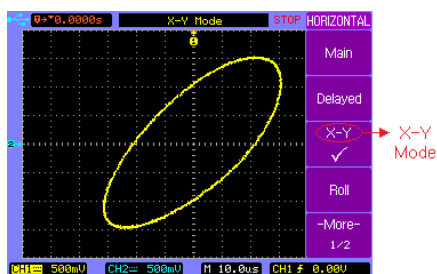 0.0000s X-Y Mode STOP HORIZONTAL
Main
Delayed
X-Y
X-Y
Mode
Roll
-More-
1/2
2
CH1 500mV CH2 500mV M 10.0us CH1 0.00V